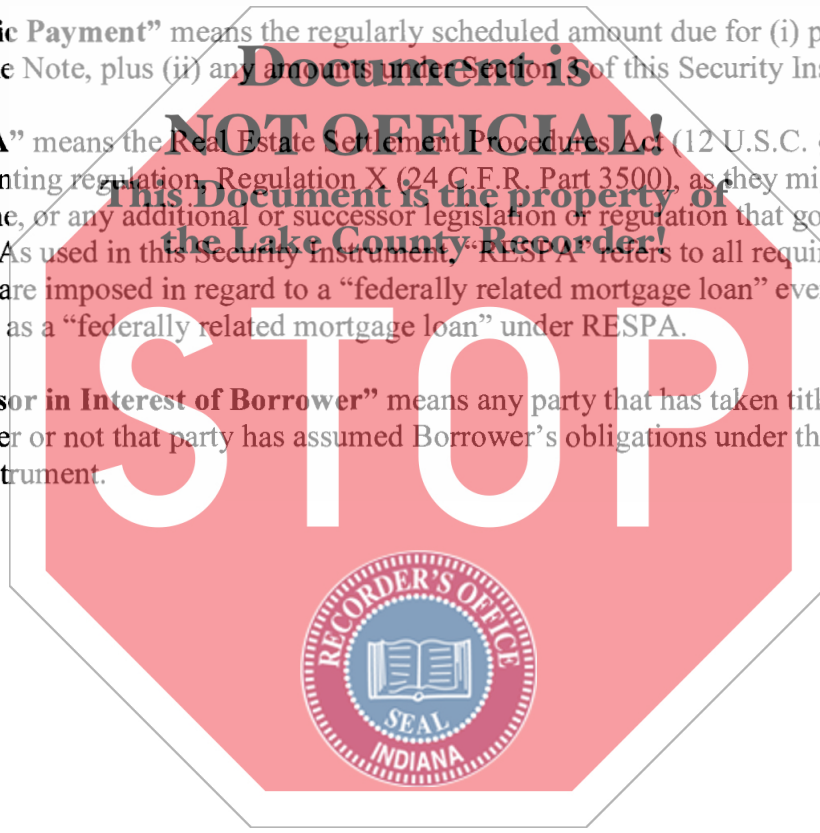 ic Payment” means the regularly scheduled amount due for (i) p
e Note, plus (ii) any amounts under Section 3 of this Security Ins
A” means the Real Estate Settlement Procedures Act (12 U.S.C.
nting regulation, Regulation X (24 C.F.R. Part 3500), as they mi
e, or any additional or successor legislation or regulation that go
As used in this Security Instrument, “RESPA” refers to all requir
are imposed in regard to a “federally related mortgage loan” eve
as a “federally related mortgage loan” under RESPA.
sor in Interest of Borrower” means any party that has taken titl
er or not that party has assumed Borrower’s obligations under th
trument.
Document is
NOT OFFICIAL!
This Document is the property of
the Lake County Recorder!
STOP
RECORDER'S OFFICE
SEAL
INDIANA